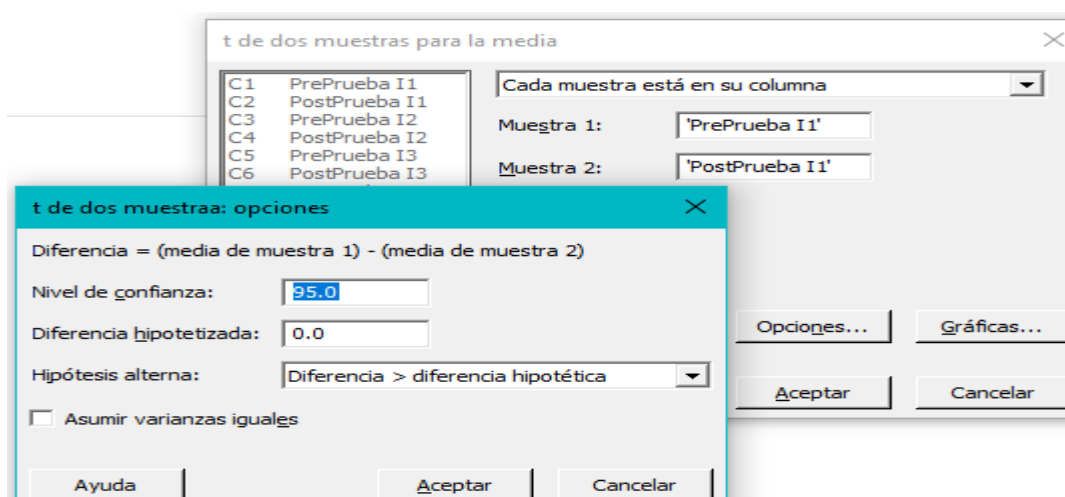 t de dos muestras para la media
C1 PrePrueba I1
C2 PostPrueba I1
C3 PrePrueba I2
C4 PostPrueba I2
C5 PrePrueba I3
C6 PostPrueba I3
Cada muestra está en su columna
Muestra 1: 'PrePrueba I1'
Muestra 2: 'PostPrueba I1'
Opciones... Gráficas...
Aceptar Cancelar
t de dos muestraa: opciones
Diferencia = (media de muestra 1) - (media de muestra 2)
Nivel de confianza: 95.0
Diferencia hipotetizada: 0.0
Hipótesis alterna: Diferencia > diferencia hipotética
Asumir varianzas iguales
Ayuda Aceptar Cancelar